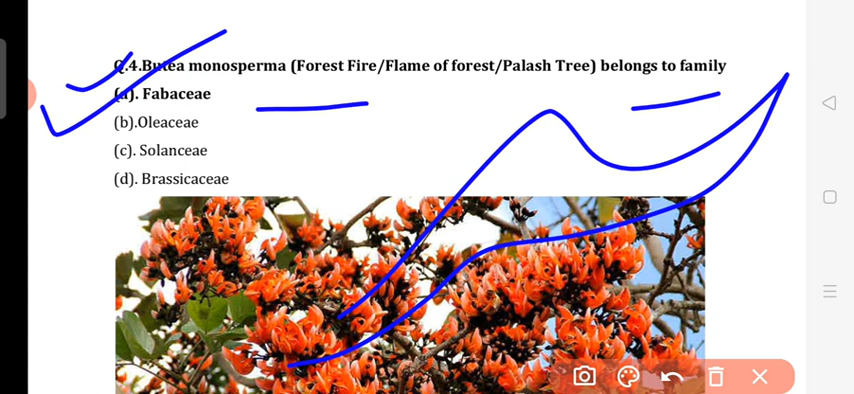 Q.4.Butea monosperma (Forest Fire/Flame of forest/Palash Tree) belongs to family
(a). Fabaceae
(b).Oleaceae
(c). Solanceae
(d). Brassicaceae